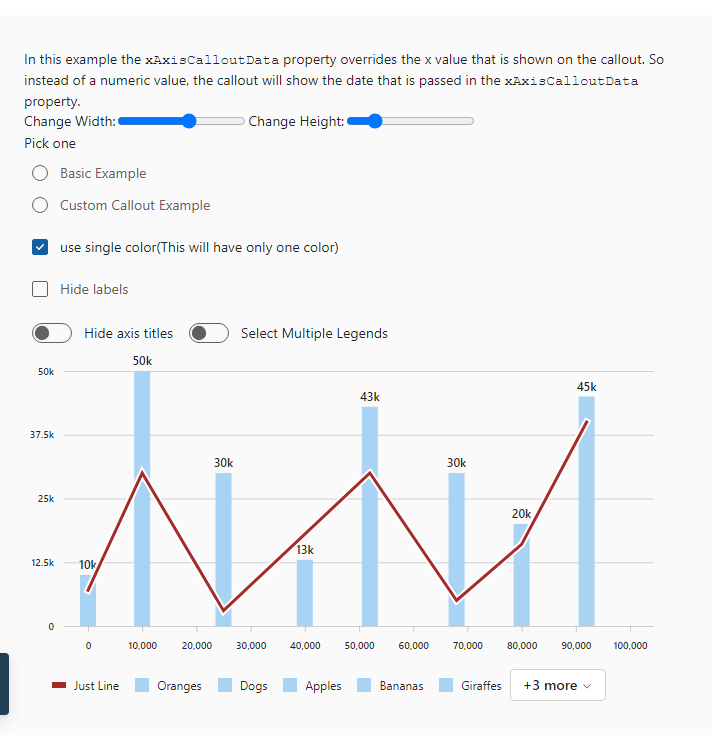 In this example the xAxisCalloutData property overrides the x value that is shown on the callout. So
instead of a numeric value, the callout will show the date that is passed in the xAxisCalloutData
property.
Change Width: Change Height:
Pick one
Basic Example
Custom Callout Example
use single color(This will have only one color)
Hide labels
Hide axis titles Select Multiple Legends
50k
50k
45k
43k
37.5k
30k 30k
25k
20k
13k
12.5k 10k
0
0 10,000 20,000 30,000 40,000 50,000 60,000 70,000 80,000 90,000 100,000
Just Line Oranges Dogs Apples Bananas Giraffes +3 more